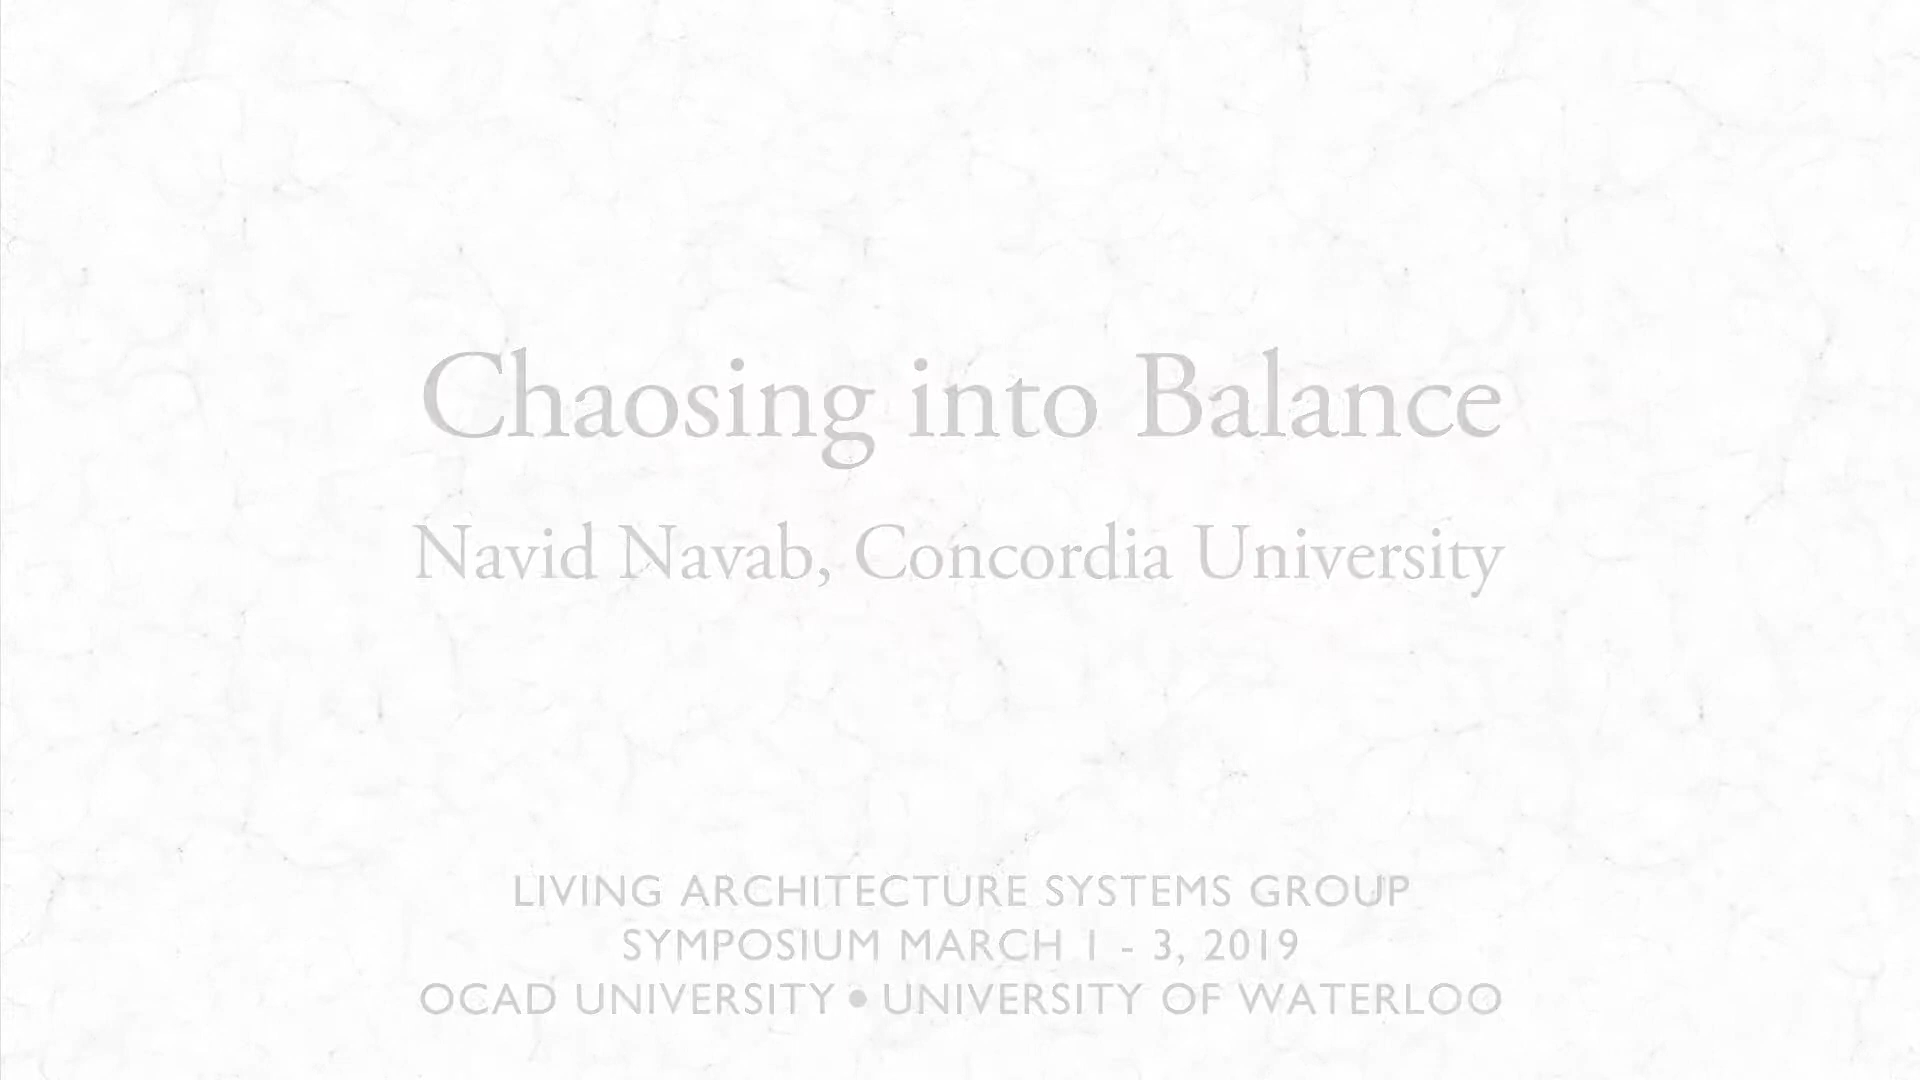 Chaosing into Balance
Navid Navab, Concordia University
LIVING ARCHITECTURE SYSTEMS GROUP
SYMPOSIUM MARCH 1 - 3, 2019
OCAD UNIVERSITY • UNIVERSITY OF WATERLOO